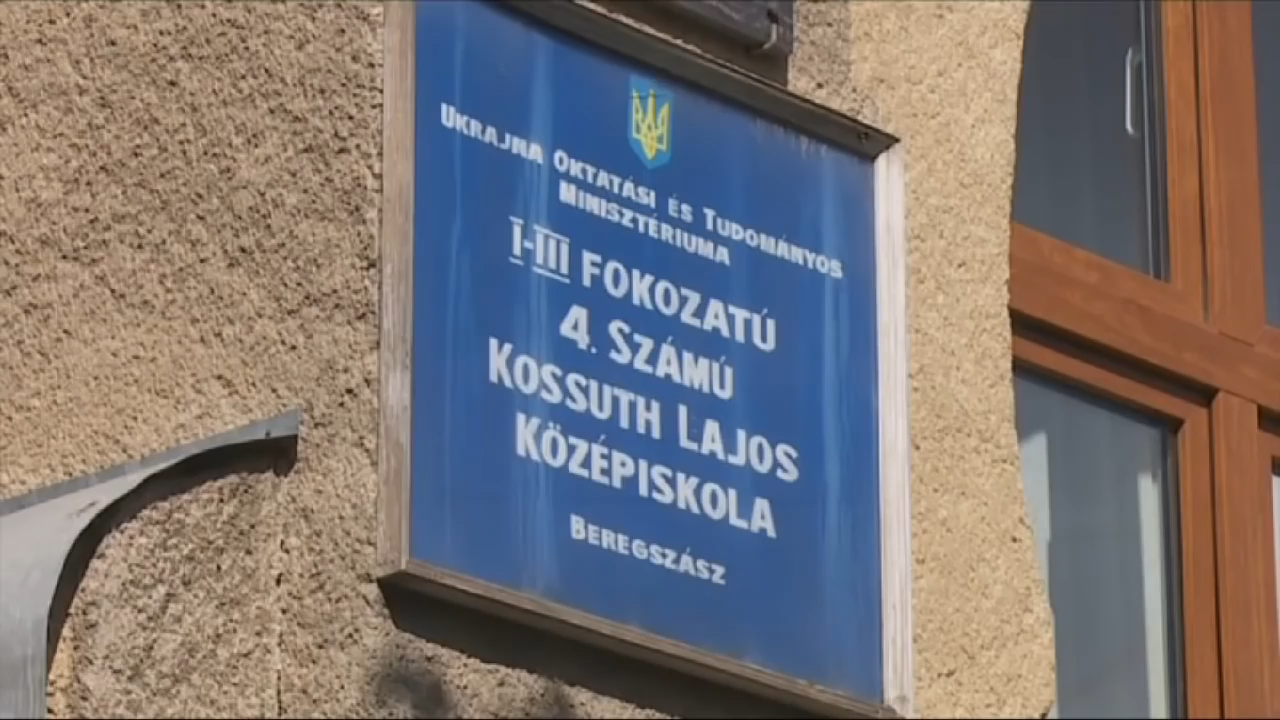 UKRAJNA OKTATÁSI ÉS TUDOMÁNYOS
MINISZTÉRIUMA
I-III FOKOZATÚ
4. SZÁMÚ
KOSSUTH LAJOS
KÖZÉPISKOLA
BEREGSZÁSZ